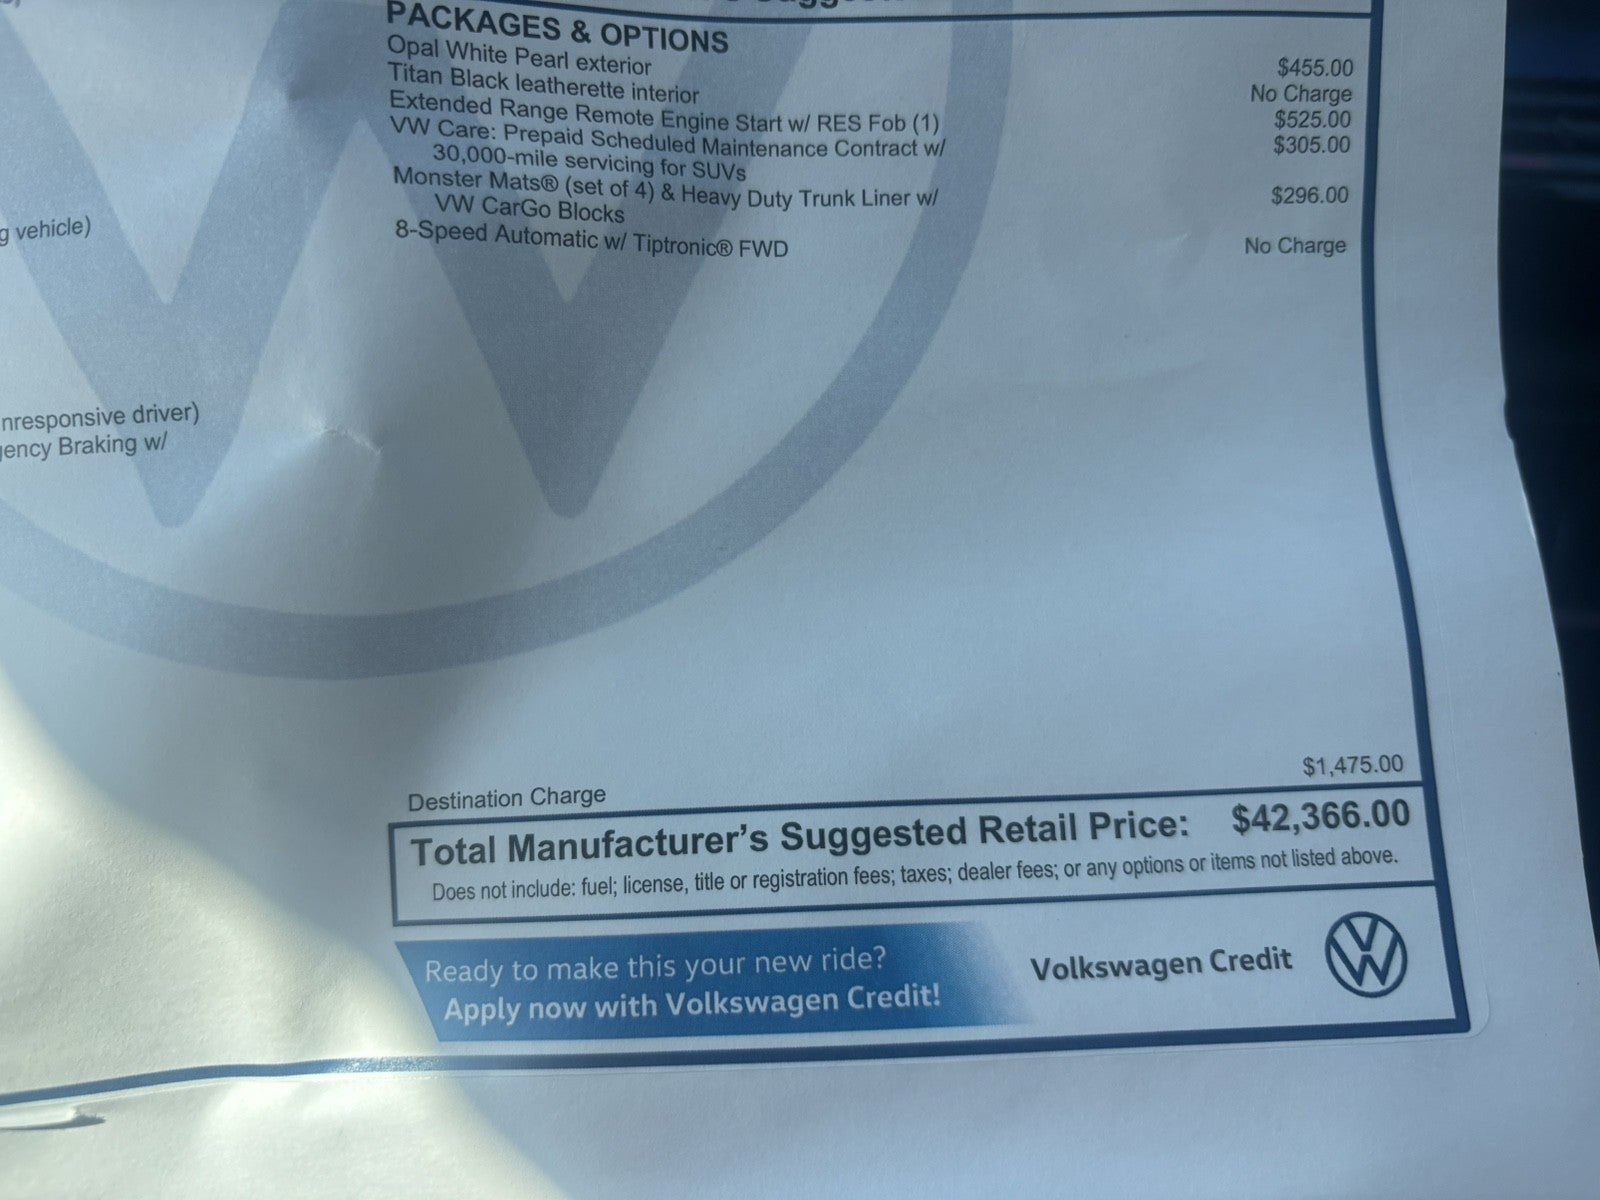 PACKAGES & OPTIONS
Opal White Pearl exterior $455.00
Titan Black leatherette interior No Charge
Extended Range Remote Engine Start w/ RES Fob (1) $525.00
VW Care: Prepaid Scheduled Maintenance Contract w/ $305.00
30,000-mile servicing for SUVs
Monster Mats® (set of 4) & Heavy Duty Trunk Liner w/ $296.00
VW CarGo Blocks
8-Speed Automatic w/ Tiptronic® FWD No Charge
g vehicle)
nresponsive driver)
gency Braking w/
Destination Charge $1,475.00
Total Manufacturer's Suggested Retail Price: $42,366.00
Does not include: fuel; license, title or registration fees; taxes; dealer fees; or any options or items not listed above.
Ready to make this your new ride?
Apply now with Volkswagen Credit!
Volkswagen Credit